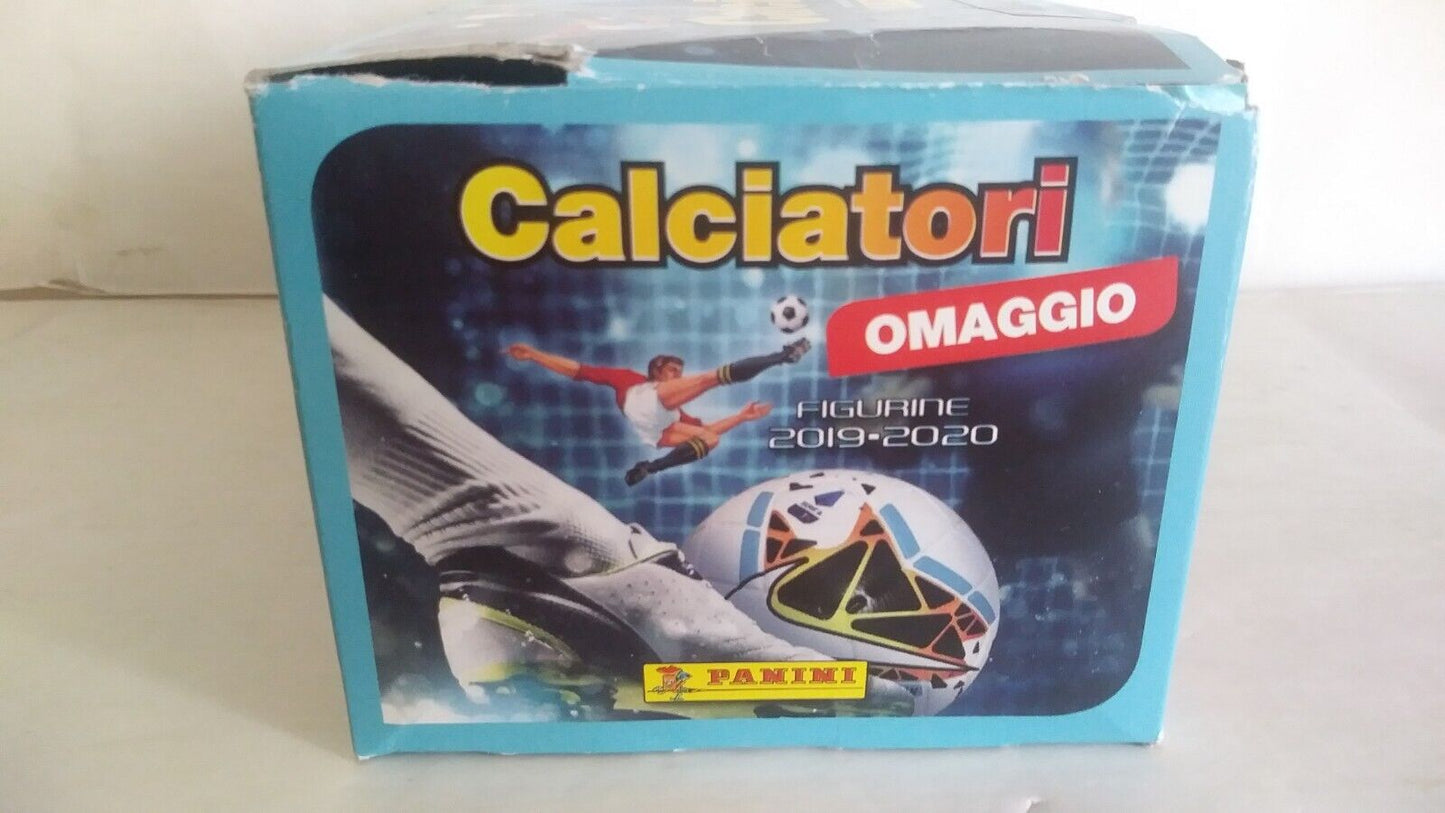 Calciatori
OMAGGIO
FIGURINE
2019-2020
PANINI